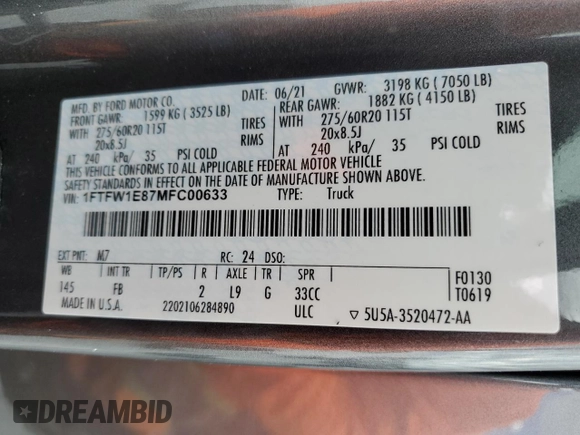 MFD. BY FORD MOTOR CO. DATE: 06/21 GVWR: 3198 KG ( 7050 LB)
FRONT GAWR: 1599 KG ( 3525 LB) REAR GAWR: 1882 KG ( 4150 LB)
WITH 275/60R20 115T TIRES WITH 275/60R20 115T TIRES
20x8.5J RIMS 20x8.5J RIMS
AT 240 kPa/ 35 PSI COLD AT 240 kPa/ 35 PSI COLD
THIS VEHICLE CONFORMS TO ALL APPLICABLE FEDERAL MOTOR VEHICLE
SAFETY STANDARDS IN EFFECT ON THE DATE OF MANUFACTURE SHOWN ABOVE.
VIN: 1FTFW1E87MFC00633 TYPE: Truck
EXT PNT: M7 RC: 24 DSO:
WB INT TR TP/PS R AXLE TR SPR F0130
145 FB 2 L9 G 33CC T0619
MADE IN U.S.A. 2202106284890 ULC ▽ 5U5A-3520472-AA
DREAMBID